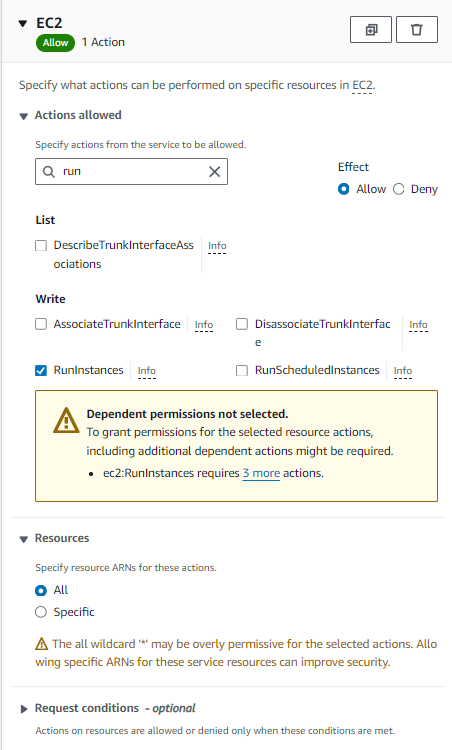 EC2
Allow 1 Action
Specify what actions can be performed on specific resources in EC2.
Actions allowed
Specify actions from the service to be allowed.
run
Effect
Allow Deny
List
DescribeTrunkInterfaceAss
ociations
Info
Write
AssociateTrunkInterface Info
DisassociateTrunkInterfac
e
Info
RunInstances Info
RunScheduledInstances Info
Dependent permissions not selected.
To grant permissions for the selected resource actions,
including additional dependent actions might be required.
• ec2:RunInstances requires 3 more actions.
Resources
Specify resource ARNs for these actions.
All
Specific
The all wildcard '*' may be overly permissive for the selected actions. Allo
wing specific ARNs for these service resources can improve security.
Request conditions - optional
Actions on resources are allowed or denied only when these conditions are met.